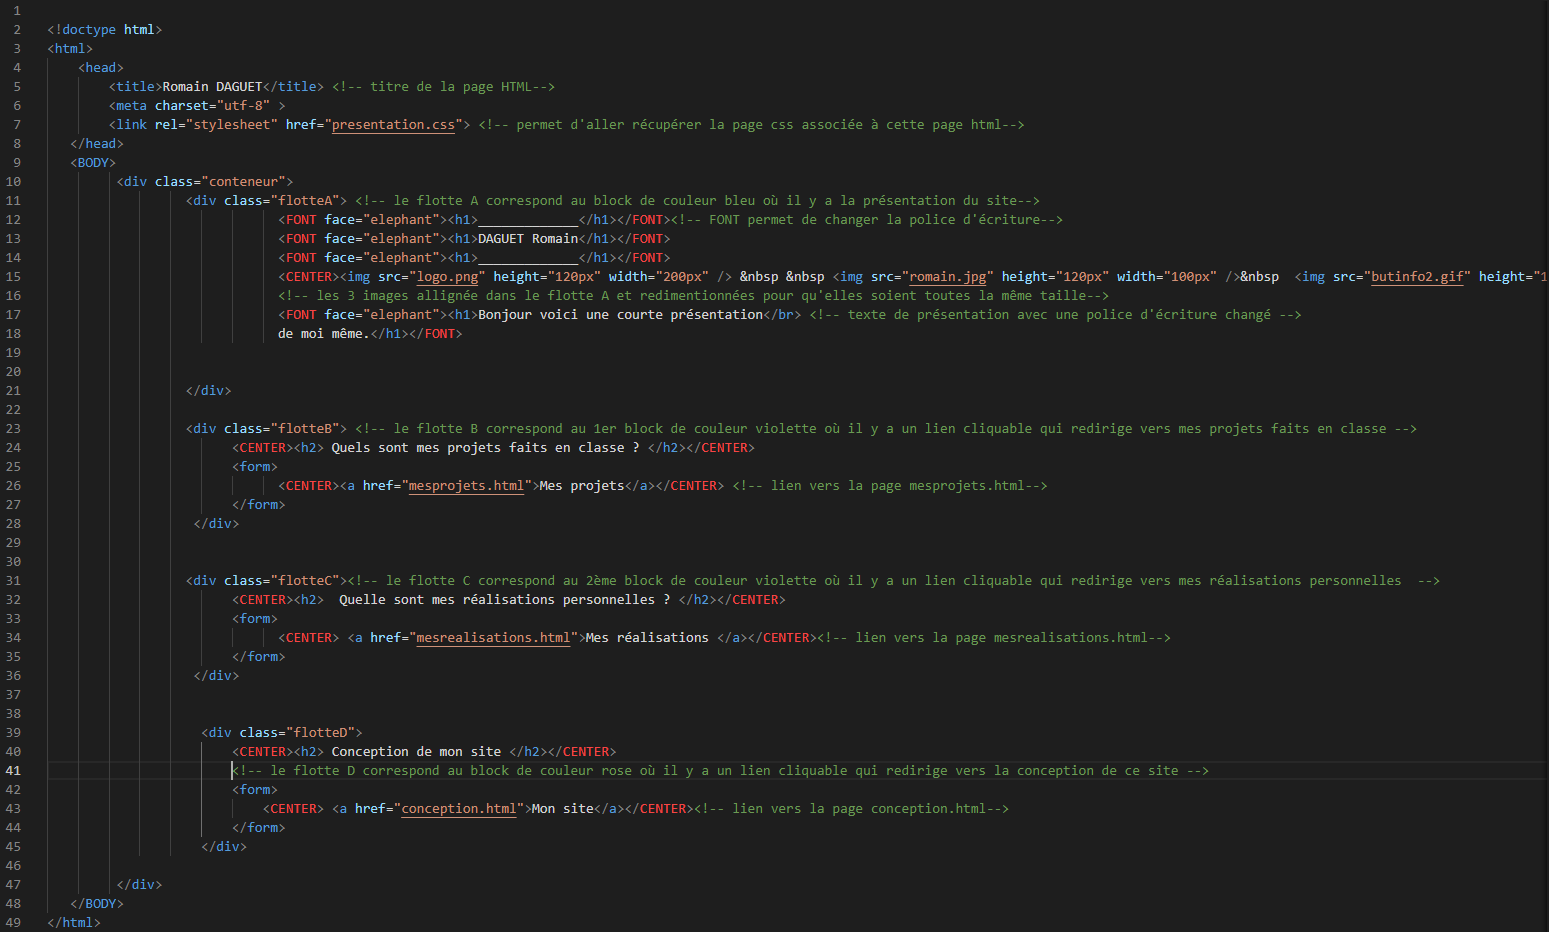 1
2 <!doctype html>
3 <html>
4 <head>
5 <title>Romain DAGUET</title> <!-- titre de la page HTML-->
6 <meta charset="utf-8" >
7 <link rel="stylesheet" href="presentation.css"> <!-- permet d'aller récupérer la page css associée à cette page html-->
8 </head>
9 <BODY>
10 <div class="conteneur">
11 <div class="flotteA"> <!-- le flotte A correspond au block de couleur bleu où il y a la présentation du site-->
12 <FONT face="elephant"><h1>_____________</h1></FONT><!-- FONT permet de changer la police d'écriture-->
13 <FONT face="elephant"><h1>DAGUET Romain</h1></FONT>
14 <FONT face="elephant"><h1>_____________</h1></FONT>
15 <CENTER><img src="logo.png" height="120px" width="200px" /> &nbsp &nbsp <img src="romain.jpg" height="120px" width="100px" />&nbsp  <img src="butinfo2.gif" height="1
16 <!-- les 3 images allignée dans le flotte A et redimentionnées pour qu'elles soient toutes la même taille-->
17 <FONT face="elephant"><h1>Bonjour voici une courte présentation</br> <!-- texte de présentation avec une police d'écriture changé -->
18 de moi même.</h1></FONT>
19
20
21 </div>
22
23 <div class="flotteB"> <!-- le flotte B correspond au 1er block de couleur violette où il y a un lien cliquable qui redirige vers mes projets faits en classe -->
24 <CENTER><h2> Quels sont mes projets faits en classe ? </h2></CENTER>
25 <form>
26 <CENTER><a href="mesprojets.html">Mes projets</a></CENTER> <!-- lien vers la page mesprojets.html-->
27 </form>
28 </div>
29
30
31 <div class="flotteC"><!-- le flotte C correspond au 2ème block de couleur violette où il y a un lien cliquable qui redirige vers mes réalisations personnelles  -->
32 <CENTER><h2>  Quelle sont mes réalisations personnelles ? </h2></CENTER>
33 <form>
34 <CENTER> <a href="mesrealisations.html">Mes réalisations </a></CENTER><!-- lien vers la page mesrealisations.html-->
35 </form>
36 </div>
37
38
39 <div class="flotteD">
40 <CENTER><h2> Conception de mon site </h2></CENTER>
41 <!-- le flotte D correspond au block de couleur rose où il y a un lien cliquable qui redirige vers la conception de ce site -->
42 <form>
43 <CENTER> <a href="conception.html">Mon site</a></CENTER><!-- lien vers la page conception.html-->
44 </form>
45 </div>
46
47 </div>
48 </BODY>
49 </html>